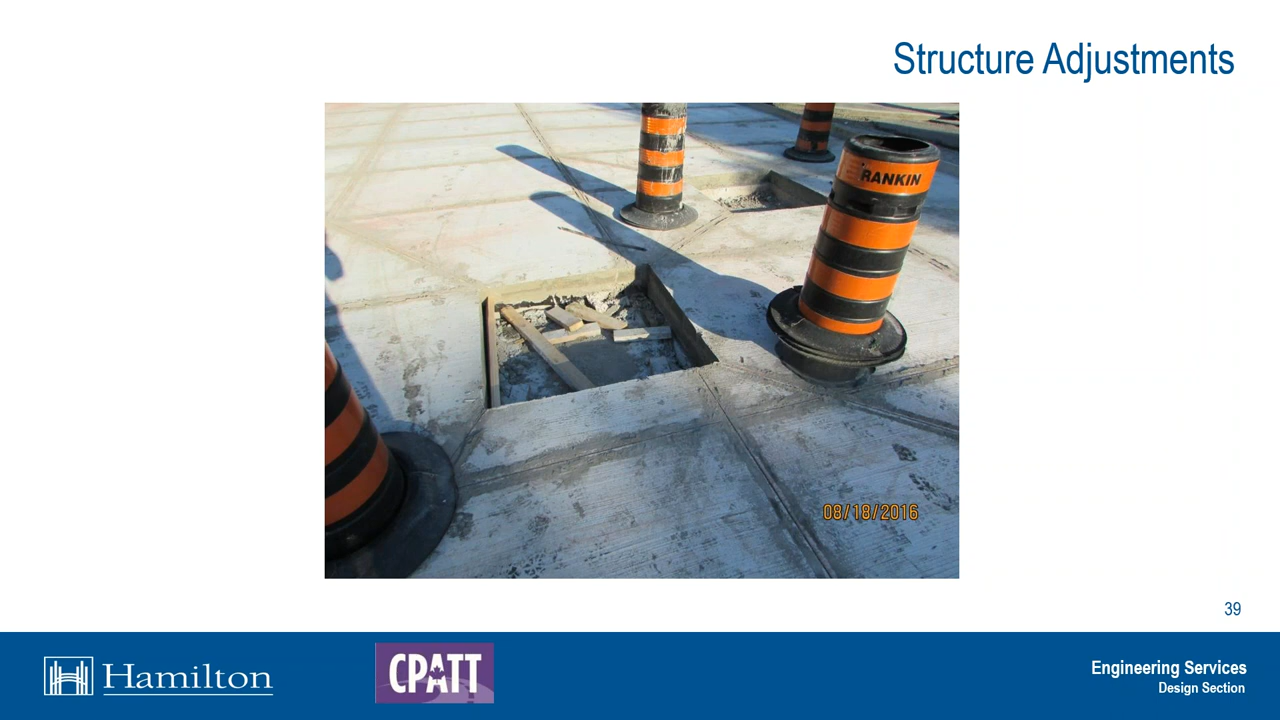 Structure Adjustments
RANKIN
08/18/2016
39
Hamilton
CPATT
Engineering Services
Design Section